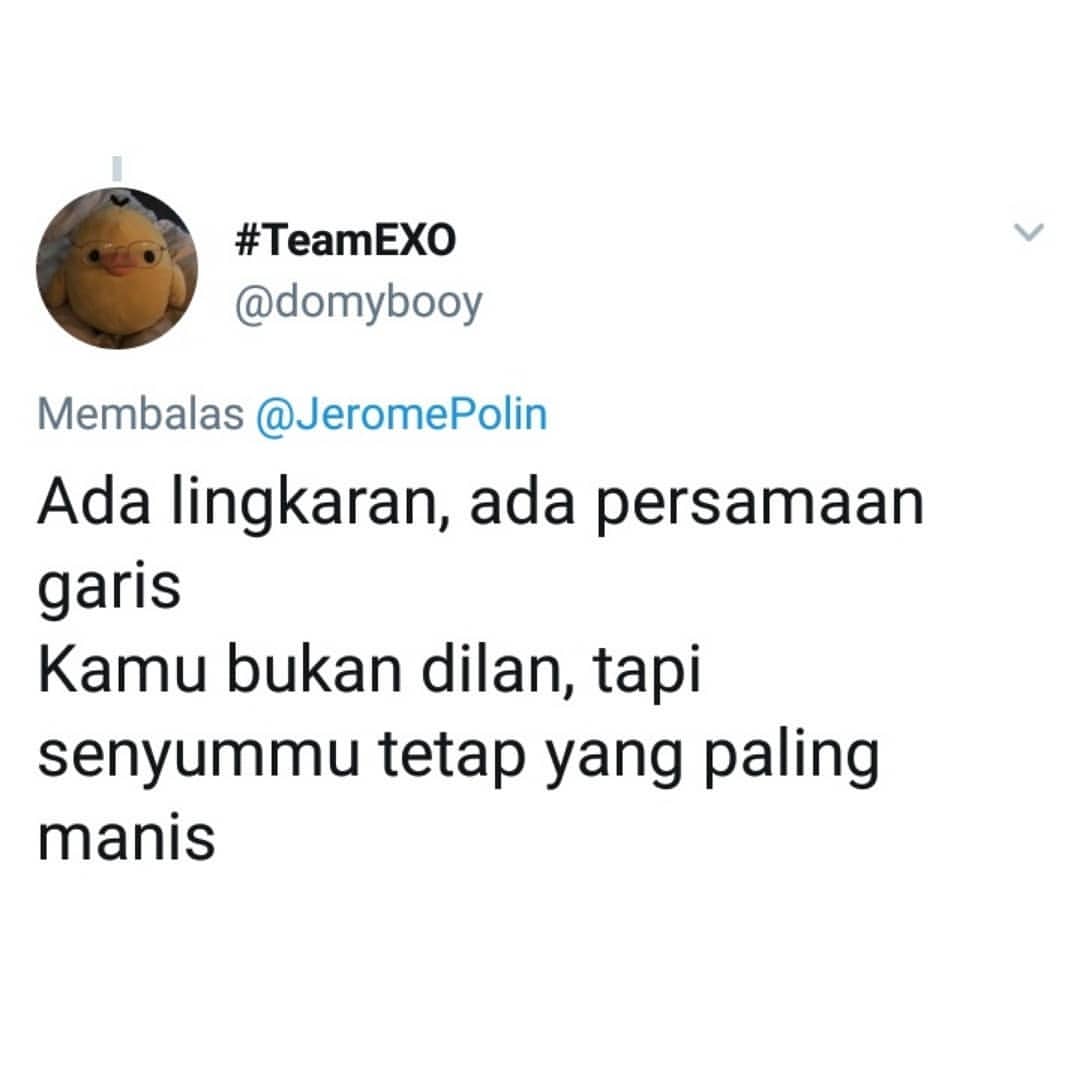 #TeamEXO
@domybooy
Membalas @JeromePolin
Ada lingkaran, ada persamaan
garis
Kamu bukan dilan, tapi
senyummu tetap yang paling
manis